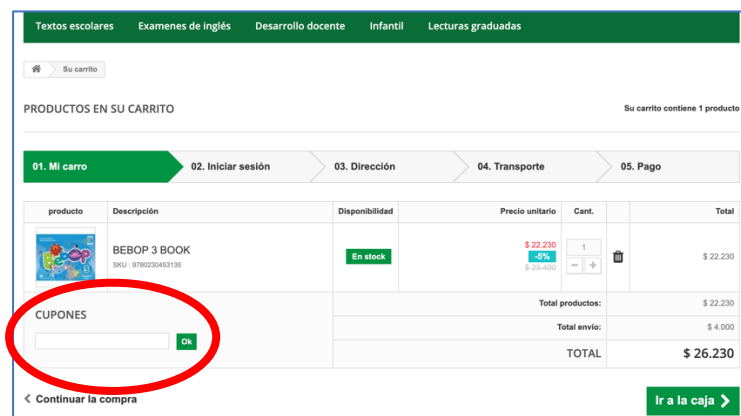 Textos escolares Examenes de inglés Desarrollo docente Infantil Lecturas graduadas
Su carrito
PRODUCTOS EN SU CARRITO Su carrito contiene 1 producto
01. Mi carro 02. Iniciar sesión 03. Dirección 04. Transporte 05. Pago
producto Descripción Disponibilidad Precio unitario Cant. Total
BEBOP 3 BOOK
SKU : 9780230453135
Bebop 3
En stock
$ 22.230
-5%
$ 23.400
1
− +
$ 22.230
CUPONES
Ok
Total productos: $ 22.230
Total envío: $ 4.000
TOTAL $ 26.230
Continuar la compra Ir a la caja